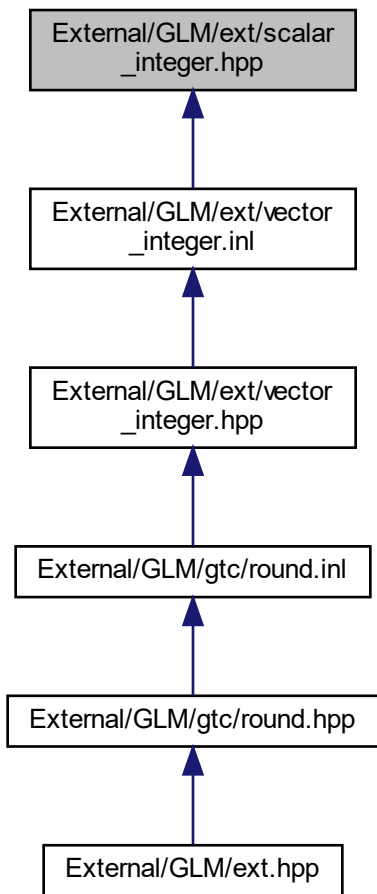 External/GLM/ext/scalar
_integer.hpp
External/GLM/ext/vector
_integer.inl
External/GLM/ext/vector
_integer.hpp
External/GLM/gtc/round.inl
External/GLM/gtc/round.hpp
External/GLM/ext.hpp